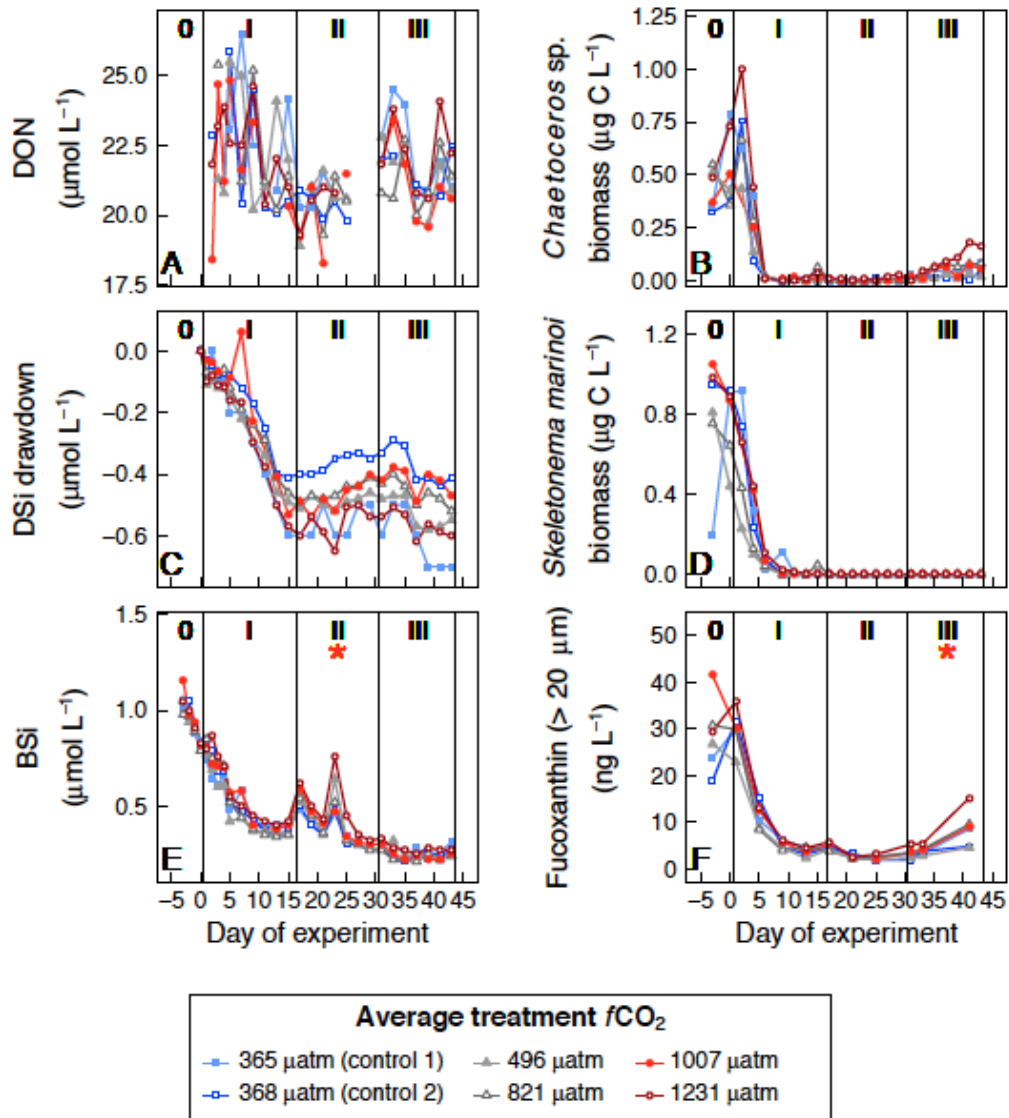 DON
(μmol L⁻¹)
25.0
22.5
20.0
17.5
0 I II III
A
Chaetoceros sp.
biomass (μg C L⁻¹)
1.25
1.00
0.75
0.50
0.25
0.00
0 I II III
B
DSi drawdown
(μmol L⁻¹)
0.0
−0.2
−0.4
−0.6
0 I II III
C
Skeletonema marinoi
biomass (μg C L⁻¹)
1.2
0.8
0.4
0.0
0 I II III
D
BSi
(μmol L⁻¹)
1.5
1.0
0.5
0 I II III
*
E
−5 0 5 10 15 21 25 30 35 41 45
Day of experiment
Fucoxanthin (> 20 μm)
(ng L⁻¹)
50
40
30
20
10
0
0 I II III
*
F
−5 0 5 10 15 21 25 30 35 41 45
Day of experiment
Average treatment fCO₂
365 μatm (control 1) 496 μatm 1007 μatm
368 μatm (control 2) 821 μatm 1231 μatm